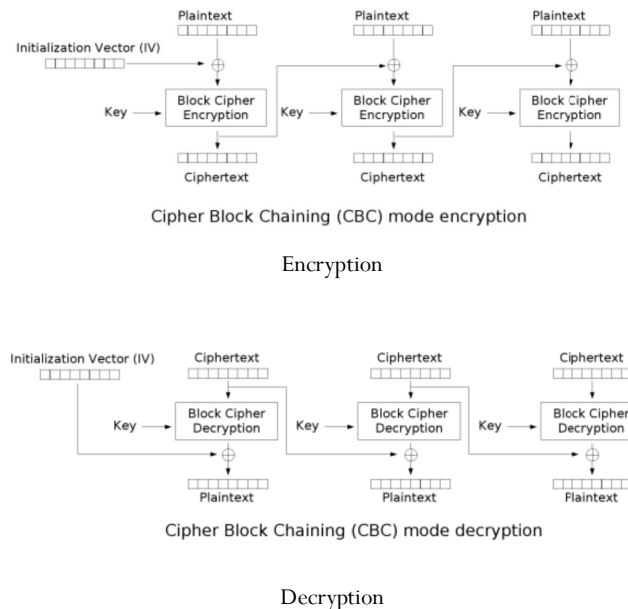 Plaintext Plaintext Plaintext
Initialization Vector (IV)
Key Block Cipher Encryption Key Block Cipher Encryption Key Block Cipher Encryption
Ciphertext Ciphertext Ciphertext
Cipher Block Chaining (CBC) mode encryption
Encryption
Initialization Vector (IV) Ciphertext Ciphertext Ciphertext
Key Block Cipher Decryption Key Block Cipher Decryption Key Block Cipher Decryption
Plaintext Plaintext Plaintext
Cipher Block Chaining (CBC) mode decryption
Decryption